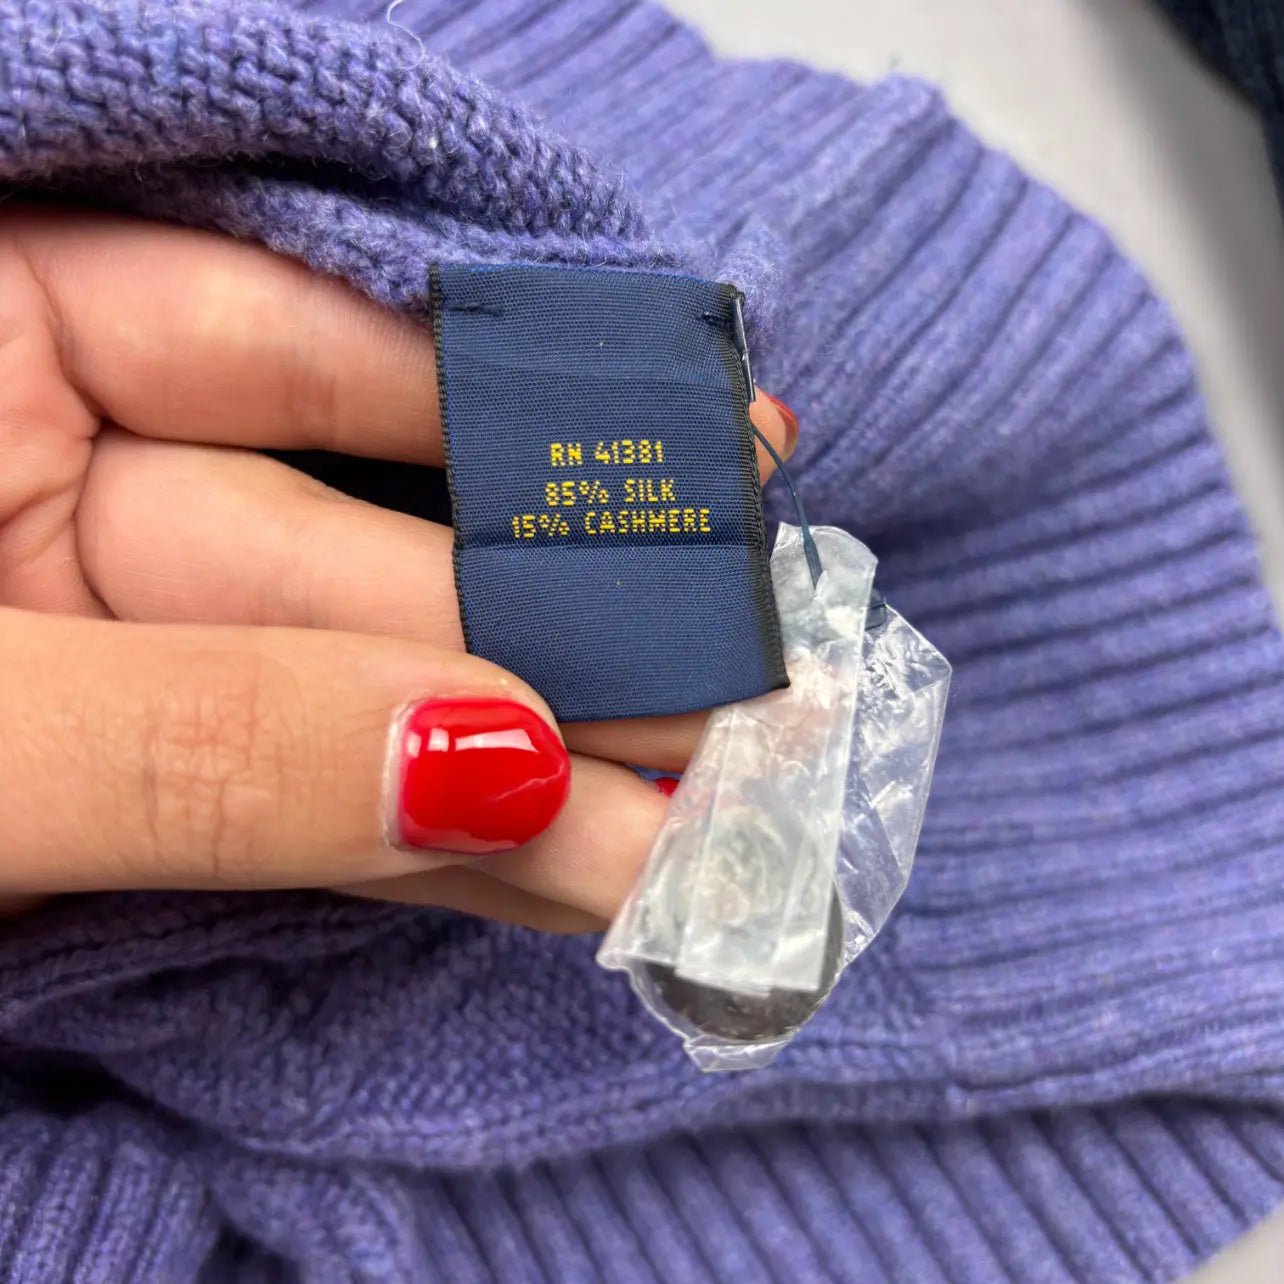 RN 41381
85% SILK
15% CASHMERE